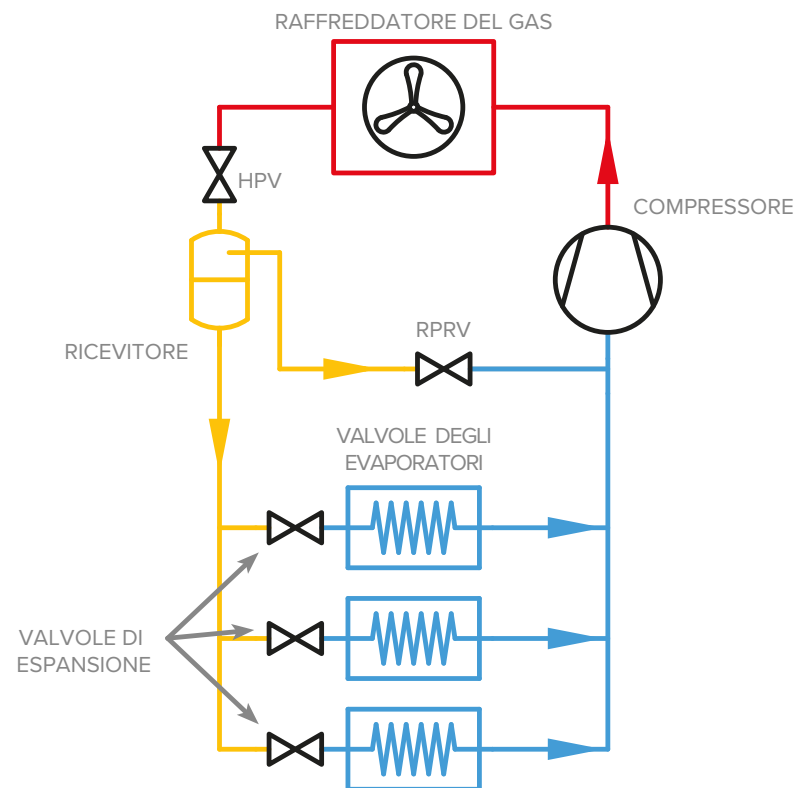 RAFFREDDATORE DEL GAS
HPV
COMPRESSORE
RPRV
RICEVITORE
VALVOLE DEGLI
EVAPORATORI
VALVOLE DI
ESPANSIONE